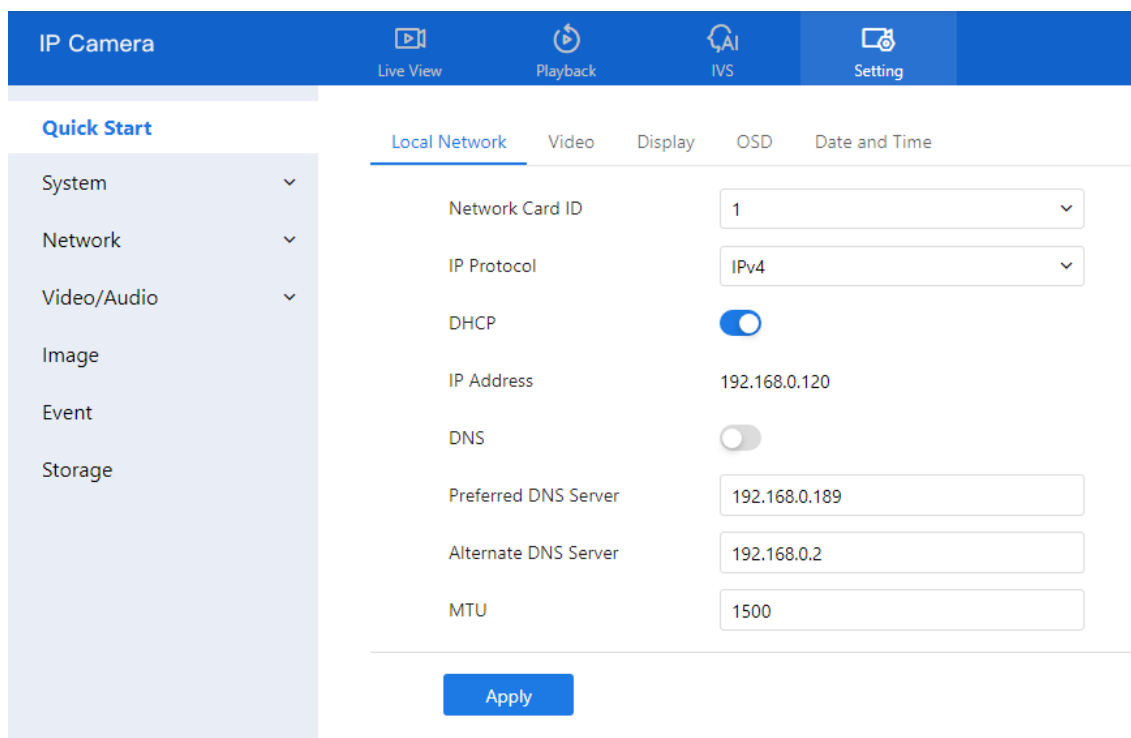 IP Camera
Live View
Playback
AI
IVS
Setting
Quick Start
System
Network
Video/Audio
Image
Event
Storage
Local Network Video Display OSD Date and Time
Network Card ID 1
IP Protocol IPv4
DHCP
IP Address 192.168.0.120
DNS
Preferred DNS Server 192.168.0.189
Alternate DNS Server 192.168.0.2
MTU 1500
Apply